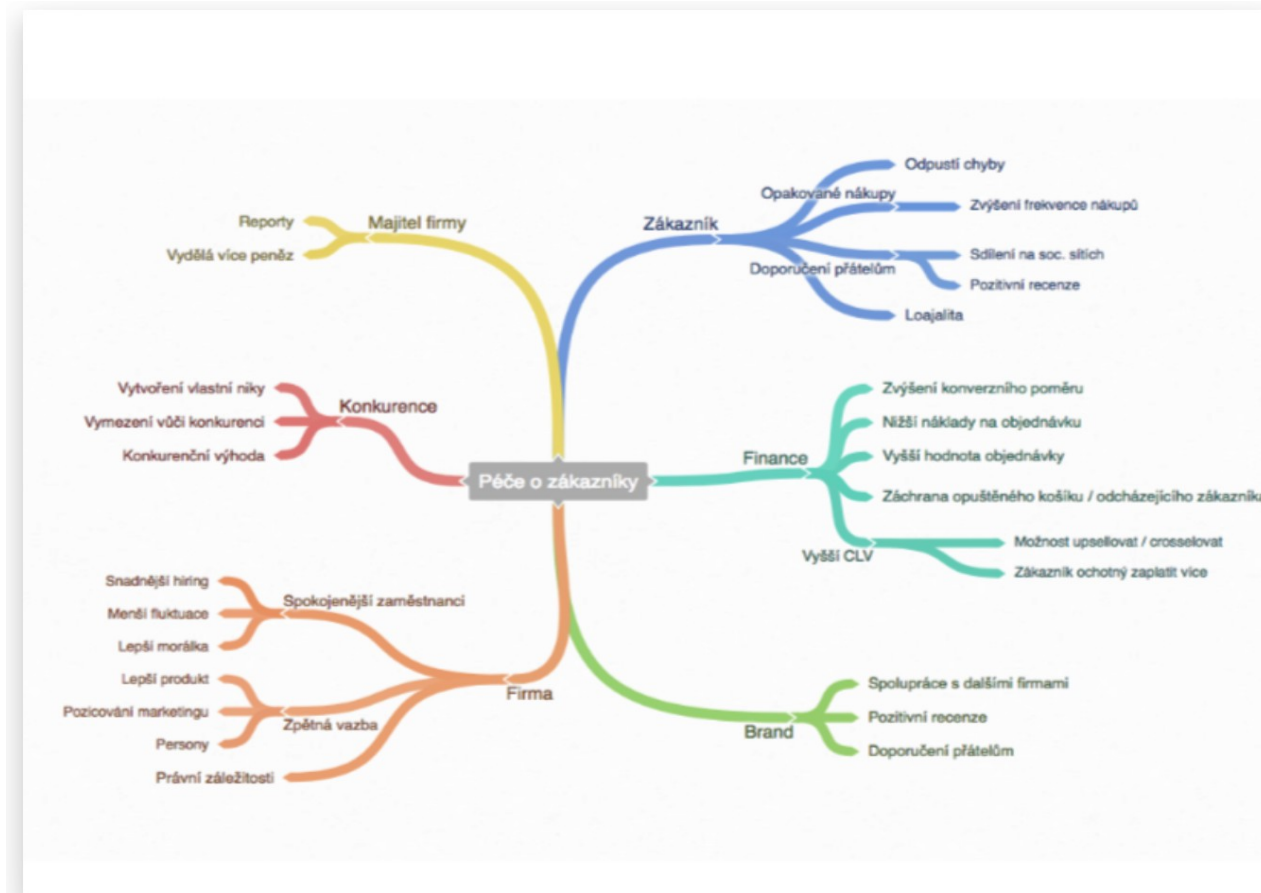 Péče o zákazníky
Majitel firmy
Reporty
Vydělá více peněz
Konkurence
Vytvoření vlastní niky
Vymezení vůči konkurenci
Konkurenční výhoda
Firma
Spokojenější zaměstnanci
Snadnější hiring
Menší fluktuace
Lepší morálka
Zpětná vazba
Lepší produkt
Pozicování marketingu
Persony
Právní záležitosti
Zákazník
Odpustí chyby
Opakované nákupy
Zvýšení frekvence nákupů
Doporučení přátelům
Sdílení na soc. sítích
Pozitivní recenze
Loajalita
Finance
Zvýšení konverzního poměru
Nižší náklady na objednávku
Vyšší hodnota objednávky
Záchrana opuštěného košíku / odcházejícího zákazníka
Vyšší CLV
Možnost upsellovat / crosselovat
Zákazník ochotný zaplatit více
Brand
Spolupráce s dalšími firmami
Pozitivní recenze
Doporučení přátelům